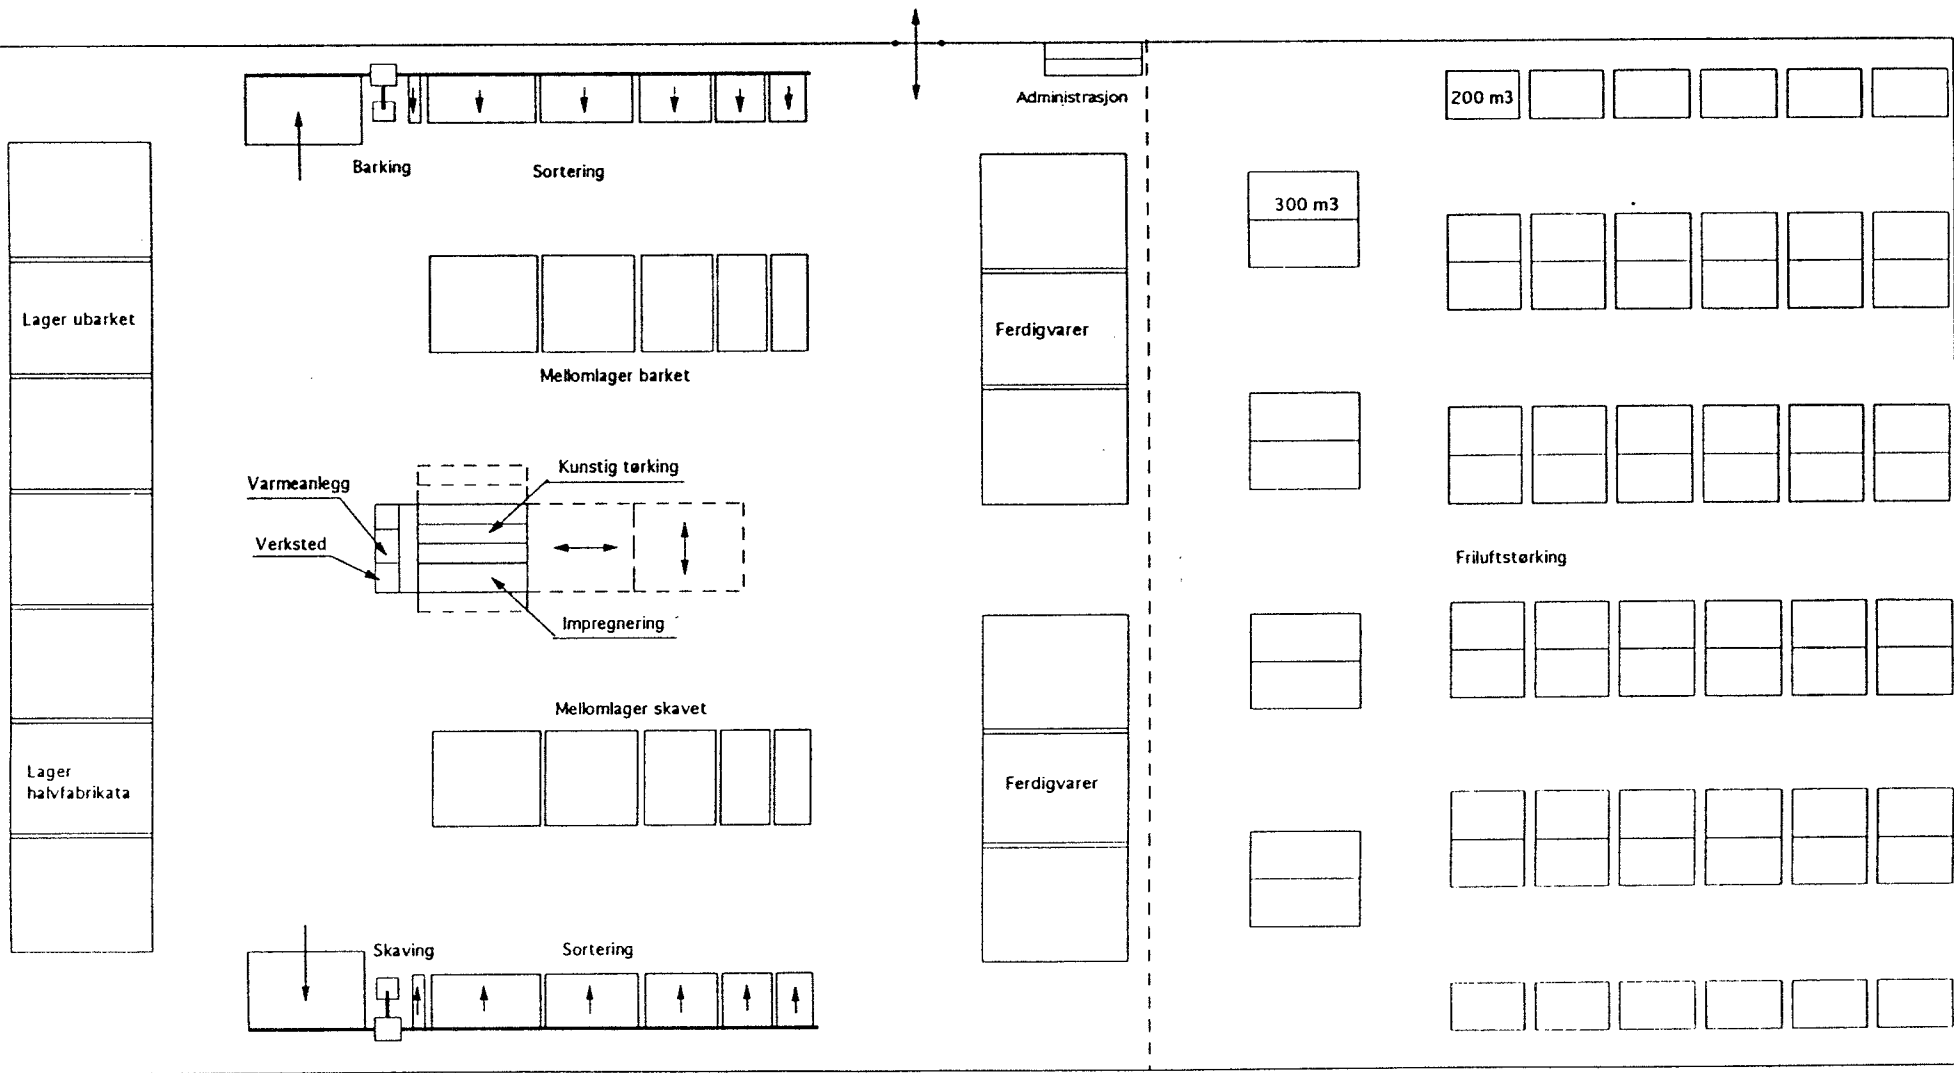 Administrasjon
200 m3
Barking
Sortering
300 m3
Lager ubarket
Ferdigvarer
Mellomlager barket
Kunstig tørking
Varmeanlegg
Verksted
Friluftstørking
Impregnering
Mellomlager skavet
Lager
halvfabrikata
Ferdigvarer
Skaving
Sortering